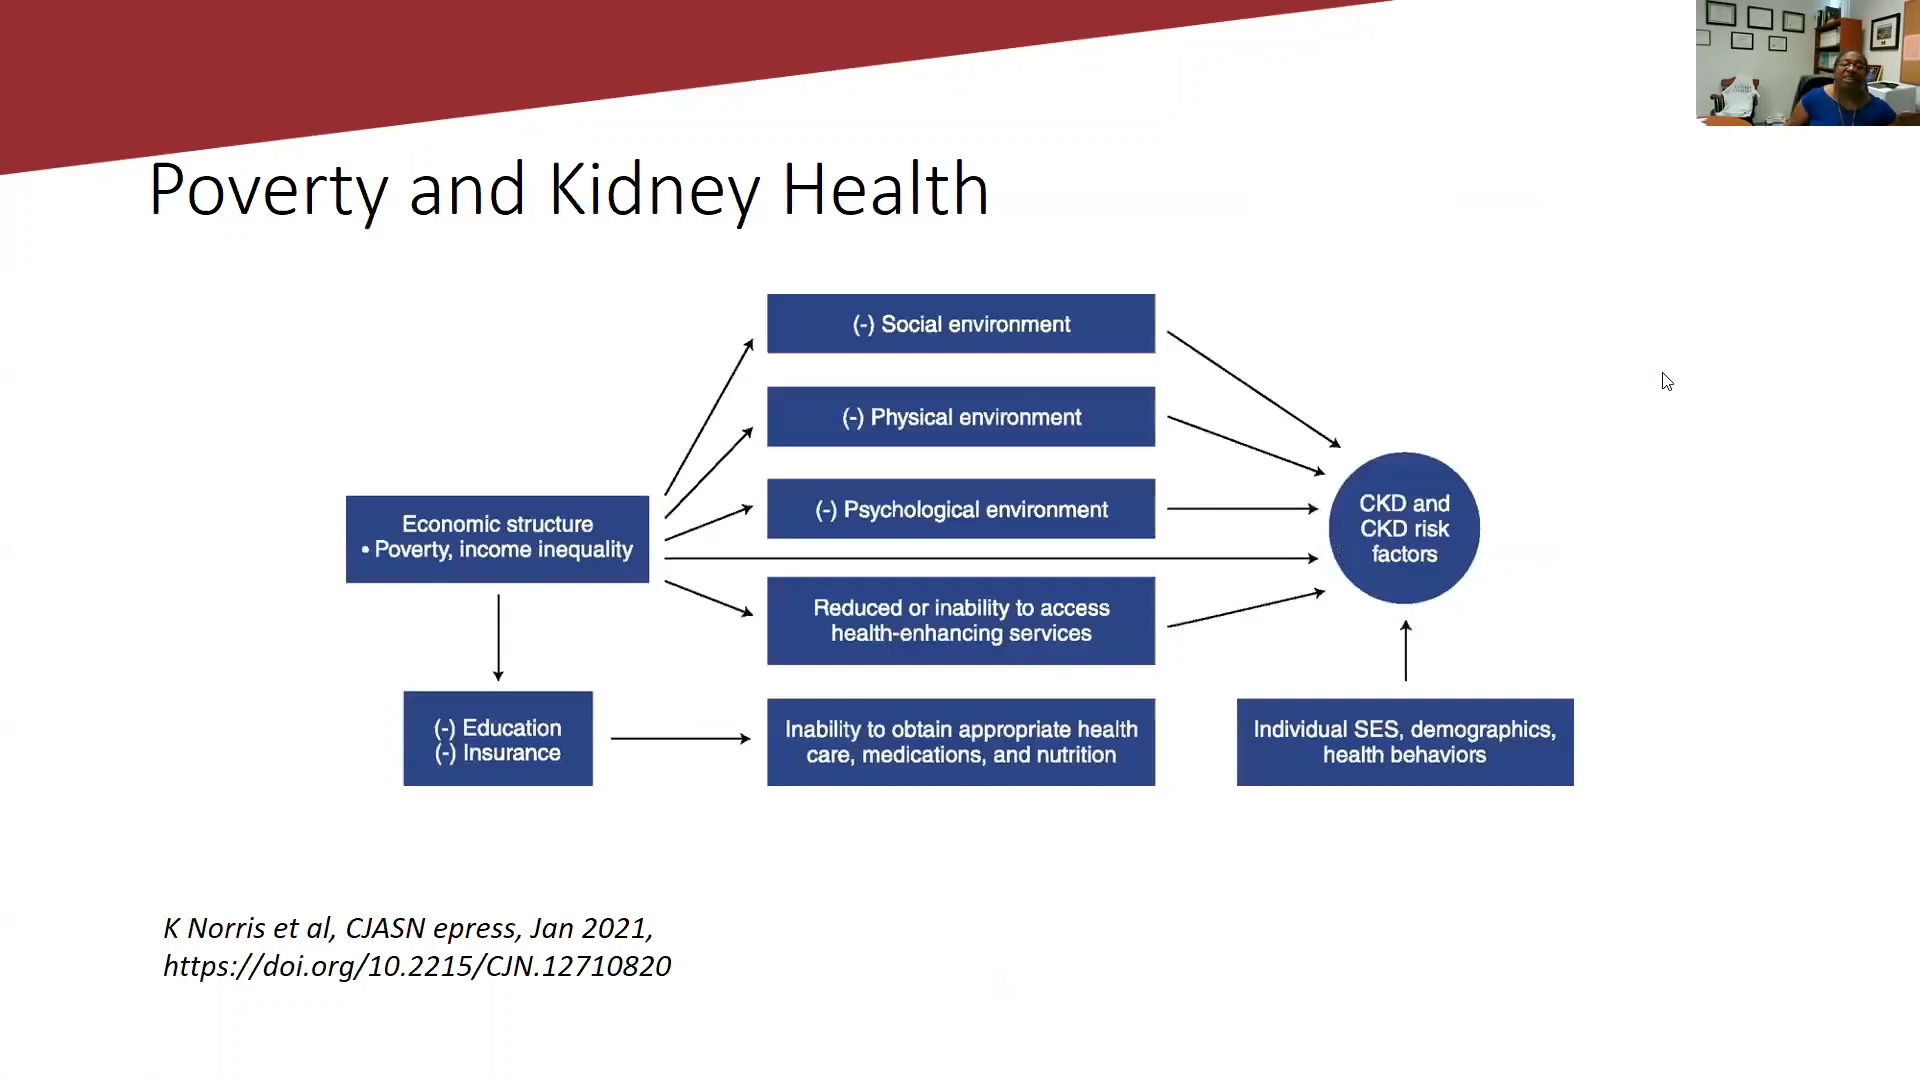 Poverty and Kidney Health
(-) Social environment
(-) Physical environment
(-) Psychological environment
Economic structure
• Poverty, income inequality
CKD and
CKD risk
factors
Reduced or inability to access
health-enhancing services
(-) Education
(-) Insurance
Inability to obtain appropriate health
care, medications, and nutrition
Individual SES, demographics,
health behaviors
K Norris et al, CJASN epress, Jan 2021,
https://doi.org/10.2215/CJN.12710820